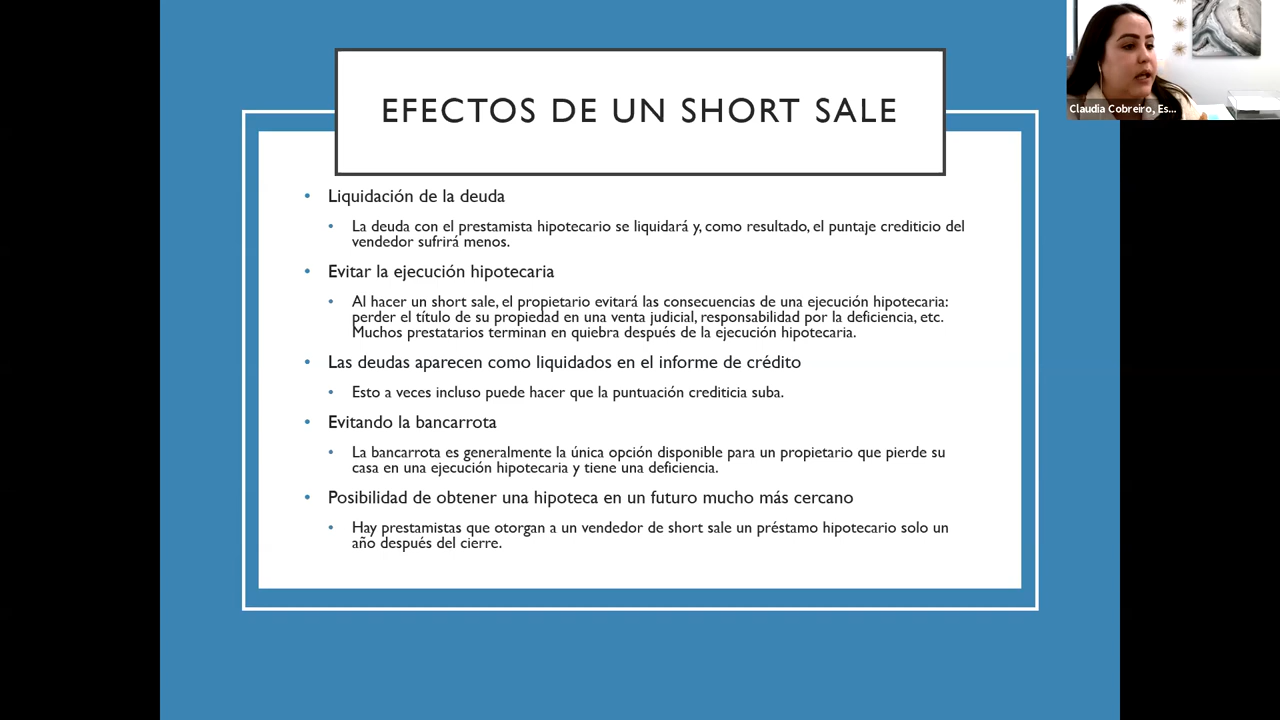 EFECTOS DE UN SHORT SALE
Claudia Cobreiro, Es...
• Liquidación de la deuda
• La deuda con el prestamista hipotecario se liquidará y, como resultado, el puntaje crediticio del
vendedor sufrirá menos.
• Evitar la ejecución hipotecaria
• Al hacer un short sale, el propietario evitará las consecuencias de una ejecución hipotecaria:
perder el título de su propiedad en una venta judicial, responsabilidad por la deficiencia, etc.
Muchos prestatarios terminan en quiebra después de la ejecución hipotecaria.
• Las deudas aparecen como liquidados en el informe de crédito
• Esto a veces incluso puede hacer que la puntuación crediticia suba.
• Evitando la bancarrota
• La bancarrota es generalmente la única opción disponible para un propietario que pierde su
casa en una ejecución hipotecaria y tiene una deficiencia.
• Posibilidad de obtener una hipoteca en un futuro mucho más cercano
• Hay prestamistas que otorgan a un vendedor de short sale un préstamo hipotecario solo un
año después del cierre.